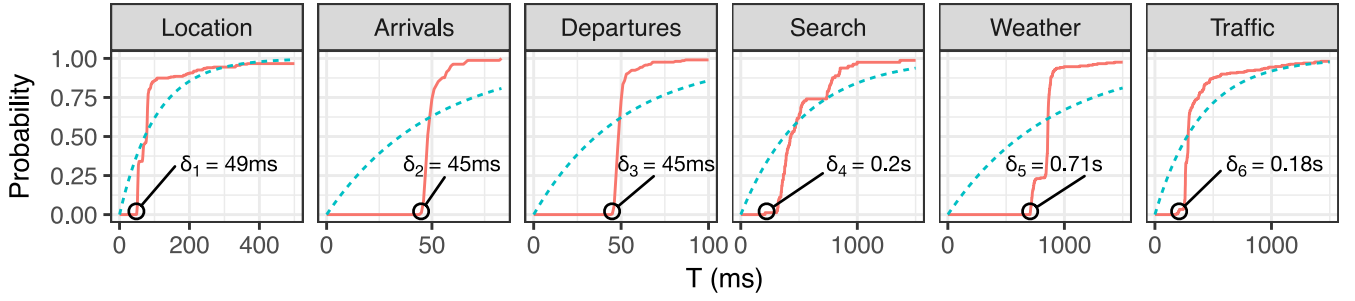 Location Arrivals Departures Search Weather Traffic
Probability
1.00
0.75
0.50
0.25
0.00
δ1 = 49ms δ2 = 45ms δ3 = 45ms δ4 = 0.2s δ5 = 0.71s δ6 = 0.18s
0 200 400 0 50 0 50 100 0 1000 0 1000 0 1000
T (ms)